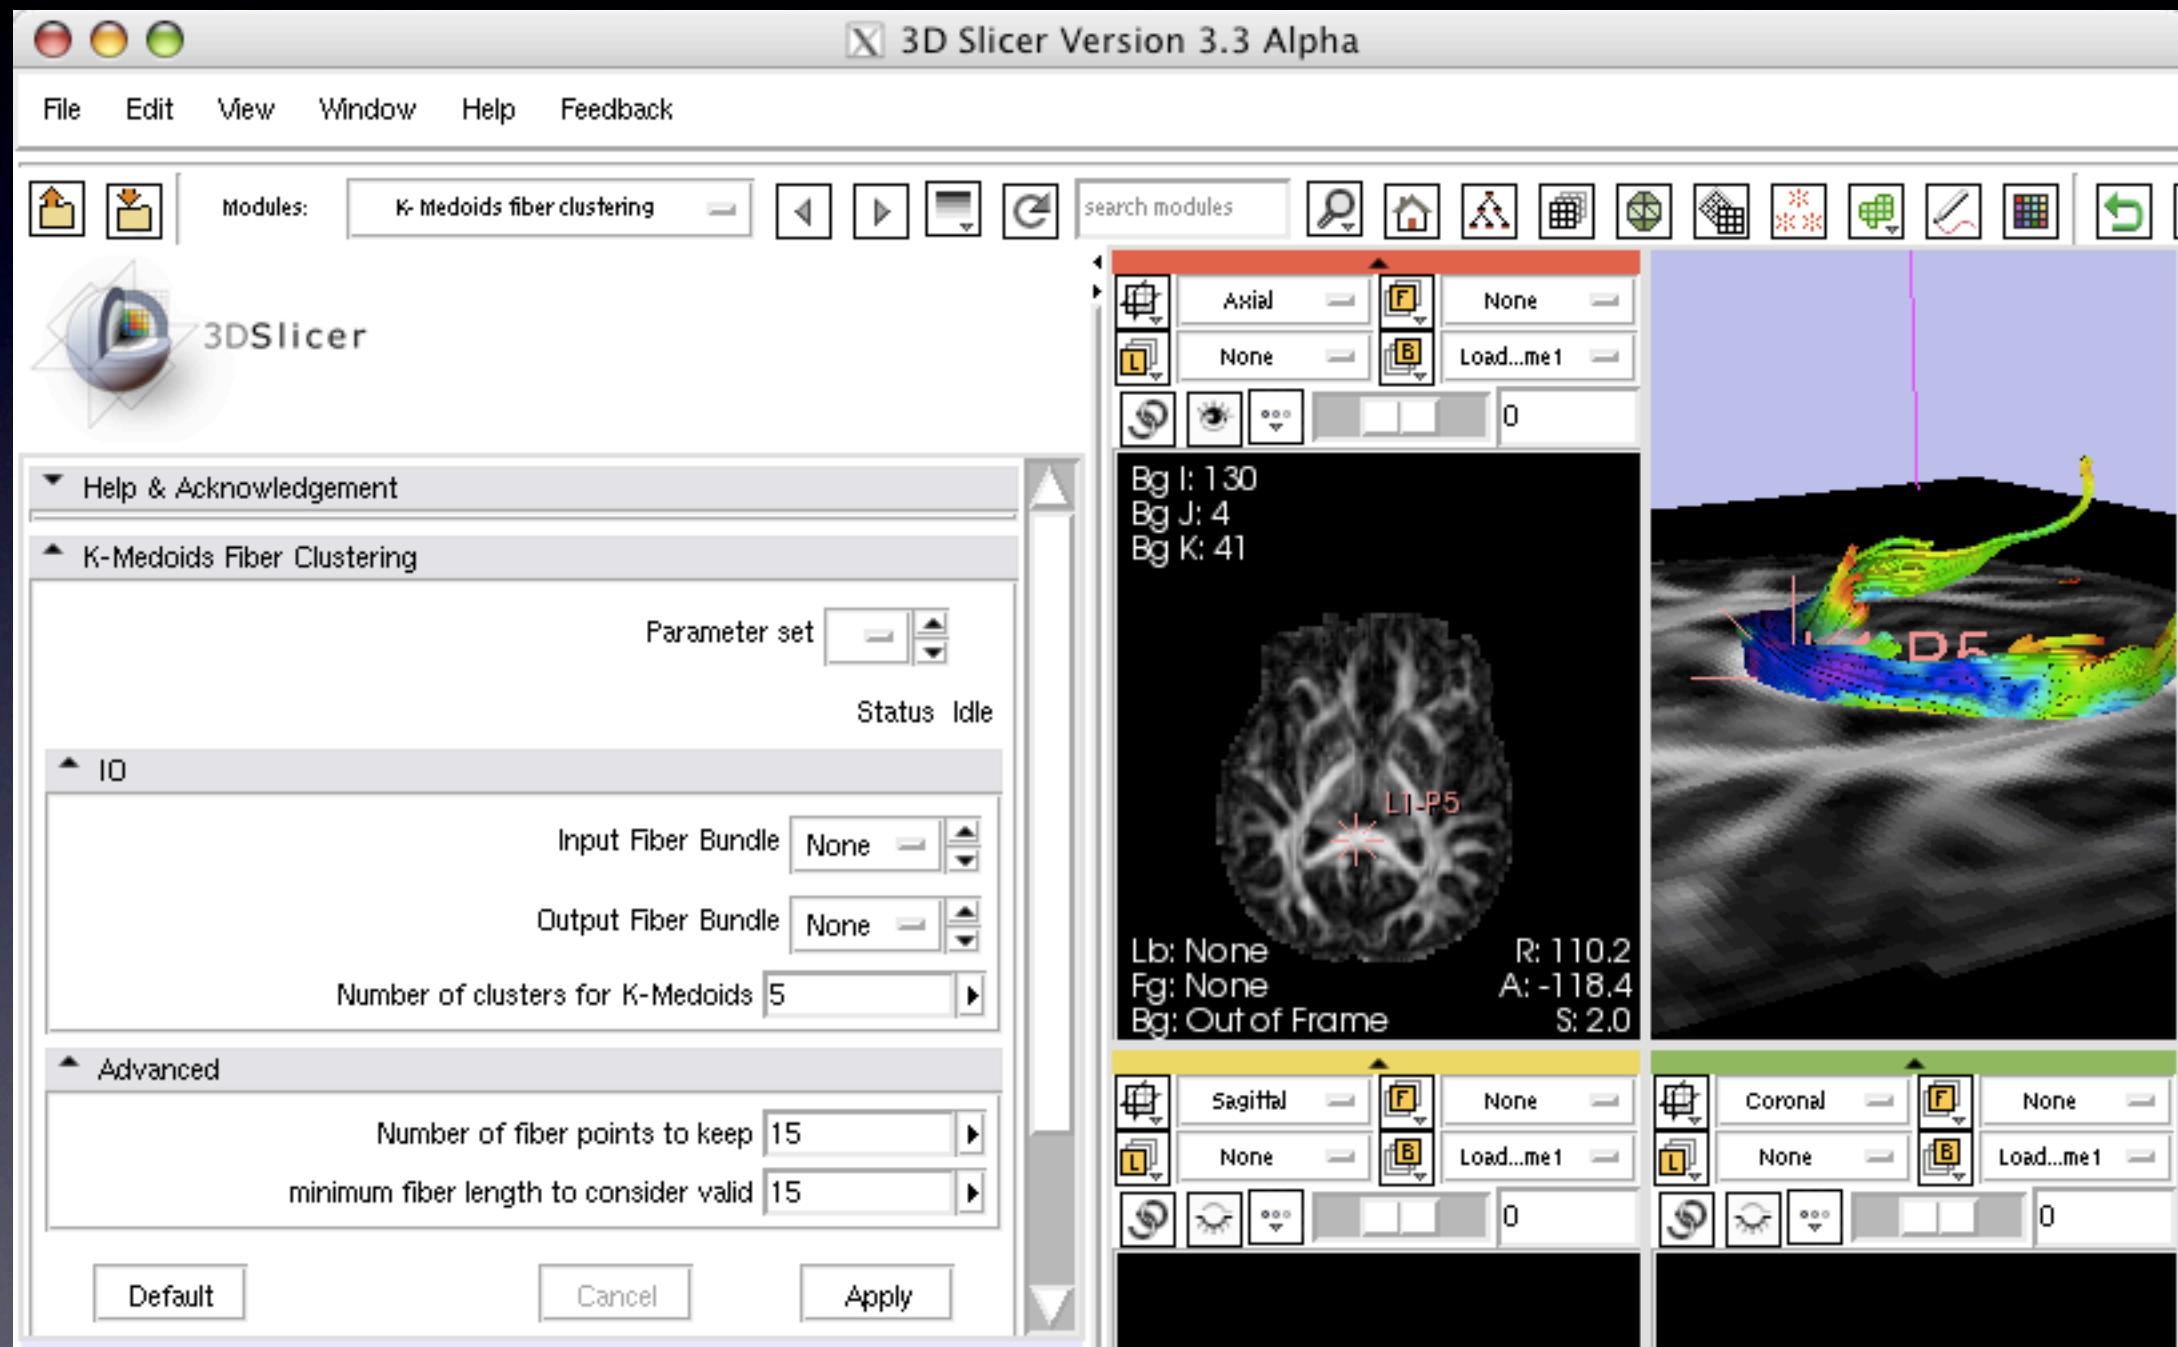 3D Slicer Version 3.3 Alpha
File Edit View Window Help Feedback
Modules: K-Medoids fiber clustering search modules
3DSlicer
Help & Acknowledgement
K-Medoids Fiber Clustering
Parameter set
Status Idle
IO
Input Fiber Bundle None
Output Fiber Bundle None
Number of clusters for K-Medoids 5
Advanced
Number of fiber points to keep 15
minimum fiber length to consider valid 15
Default Cancel Apply
Axial F None
L None B Load...me1
0
Bg I: 130
Bg J: 4
Bg K: 41
L1-P5
Lb: None R: 110.2
Fg: None A: -118.4
Bg: Out of Frame S: 2.0
P5
Sagittal F None
L None B Load...me1
0
Coronal F None
L None B Load...me1
0